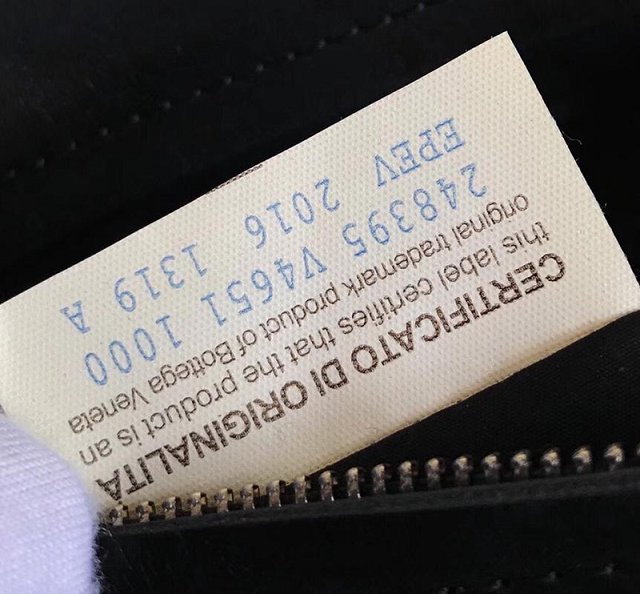 CERTIFICATO DI ORIGINALITA
this label certifies that the product is an
original trademark product of Bottega Veneta
248395 V4651 1000
EPEV 2016 1 1319 A